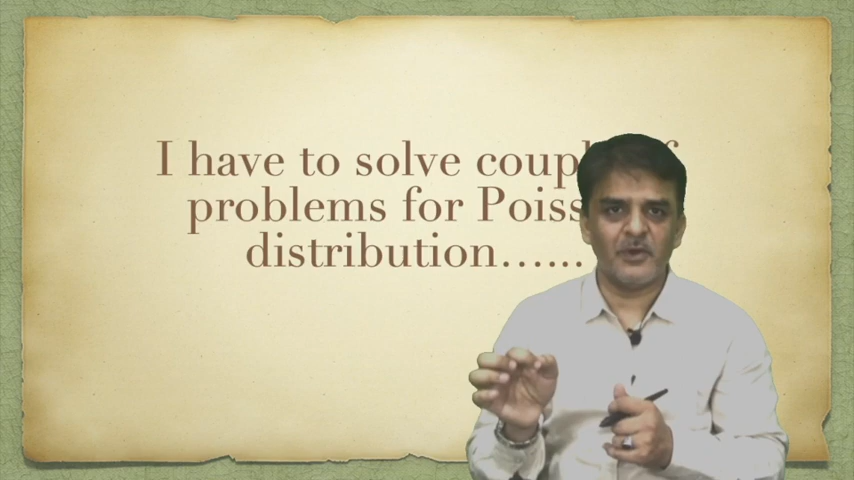 I have to solve
problems for
distribution…...